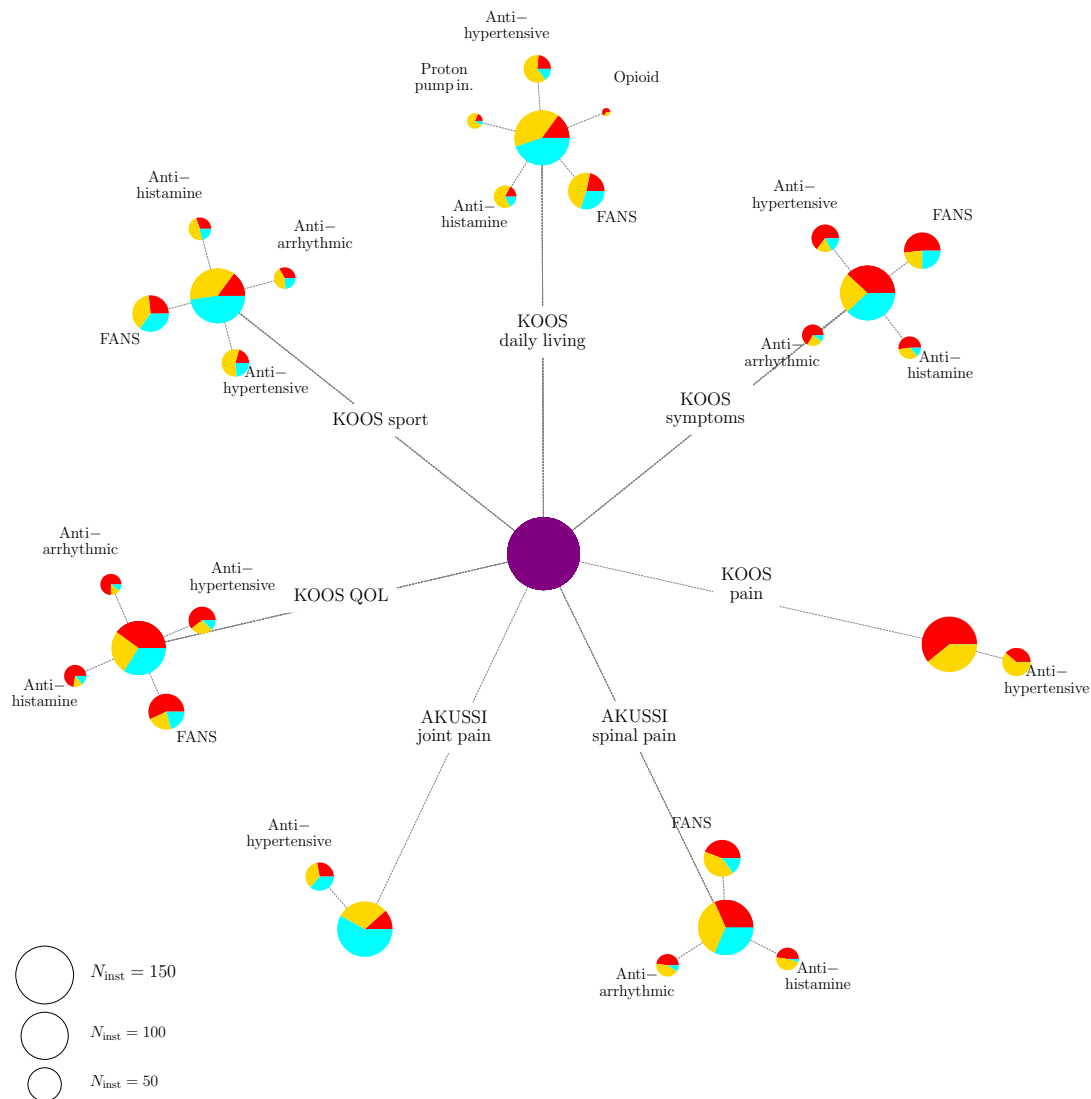 Anti−
hypertensive
Proton
pump in.
Opioid
Anti−
histamine
FANS
KOOS
daily living
Anti−
histamine
Anti−
arrhythmic
FANS
Anti−
hypertensive
KOOS sport
Anti−
hypertensive
FANS
Anti−
arrhythmic
Anti−
histamine
KOOS
symptoms
Anti−
arrhythmic
Anti−
hypertensive
KOOS QOL
Anti−
histamine
FANS
KOOS
pain
Anti−
hypertensive
AKUSSI
joint pain
Anti−
hypertensive
AKUSSI
spinal pain
FANS
Anti−
arrhythmic
Anti−
histamine
N_inst = 150
N_inst = 100
N_inst = 50